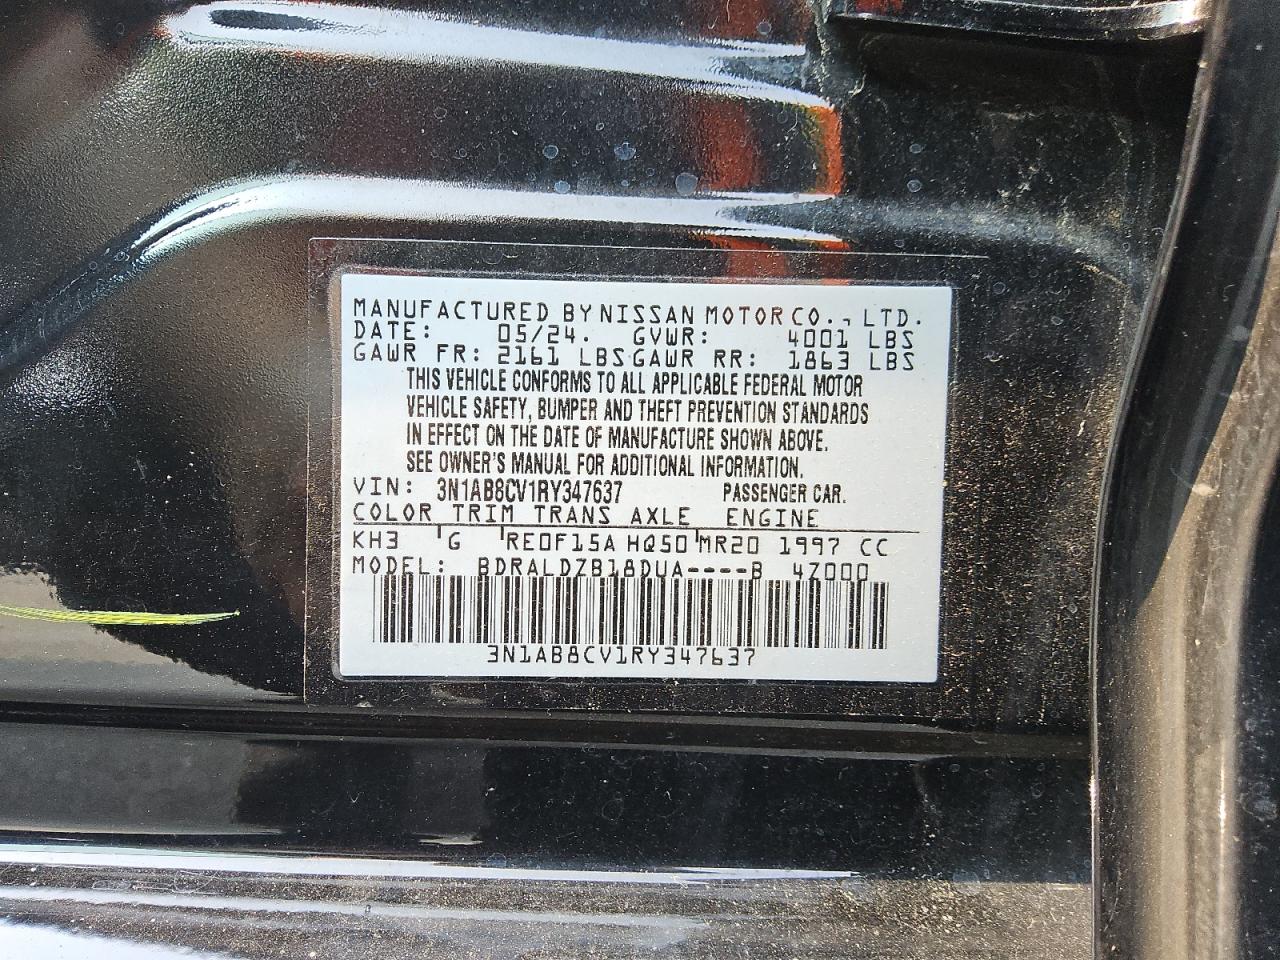 MANUFACTURED BY NISSAN MOTOR CO., LTD.
DATE: 05/24. GVWR: 4001 LBS
GAWR FR: 2161 LBS GAWR RR: 1863 LBS
THIS VEHICLE CONFORMS TO ALL APPLICABLE FEDERAL MOTOR
VEHICLE SAFETY, BUMPER AND THEFT PREVENTION STANDARDS
IN EFFECT ON THE DATE OF MANUFACTURE SHOWN ABOVE.
SEE OWNER'S MANUAL FOR ADDITIONAL INFORMATION.
VIN: 3N1AB8CV1RY347637 PASSENGER CAR.
COLOR TRIM TRANS AXLE ENGINE
KH3 G RE0F15A HQ50 MR20 1997 CC
MODEL: BDRALDZB18DUA----B 4Z000
3N1AB8CV1RY347637